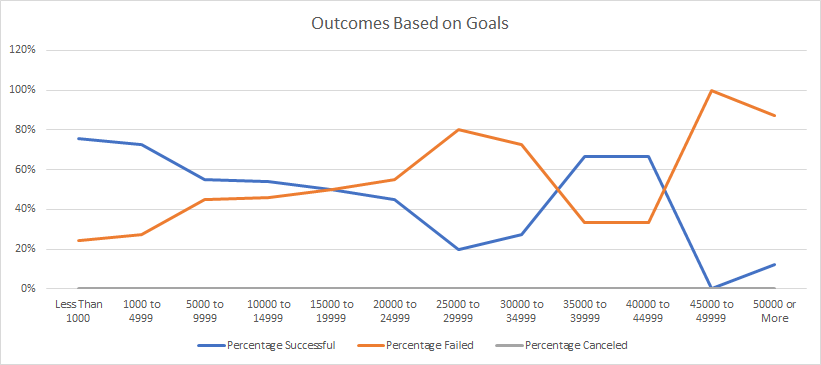 Outcomes Based on Goals
120%
100%
80%
60%
40%
20%
0%
Less Than 1000 to 5000 to 10000 to 15000 to 20000 to 25000 to 30000 to 35000 to 40000 to 45000 to 50000 or
1000 4999 9999 14999 19999 24999 29999 34999 39999 44999 49999 More
Percentage Successful Percentage Failed Percentage Canceled